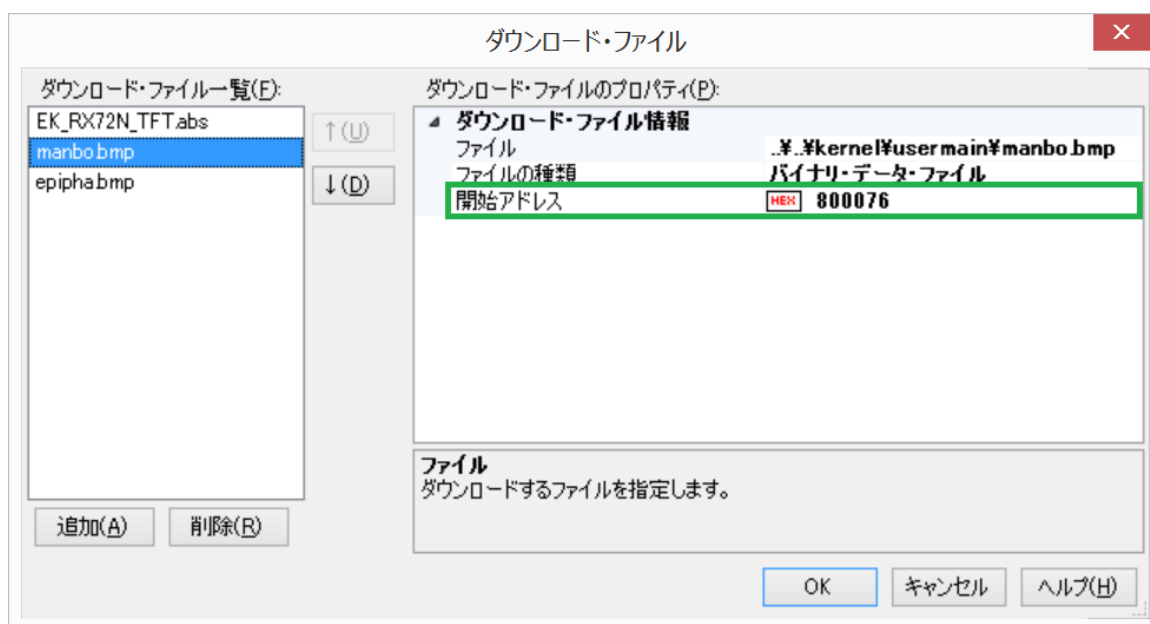 ダウンロード・ファイル
ダウンロード・ファイル一覧(F):
EK_RX72N_TFT.abs
manbo.bmp
epipha.bmp
↑(U)
↓(D)
追加(A)
削除(R)
ダウンロード・ファイルのプロパティ(P):
ダウンロード・ファイル情報
ファイル ..¥..¥kernel¥usermain¥manbo.bmp
ファイルの種類 バイナリ・データ・ファイル
開始アドレス HEX 800076
ファイル
ダウンロードするファイルを指定します。
OK
キャンセル
ヘルプ(H)